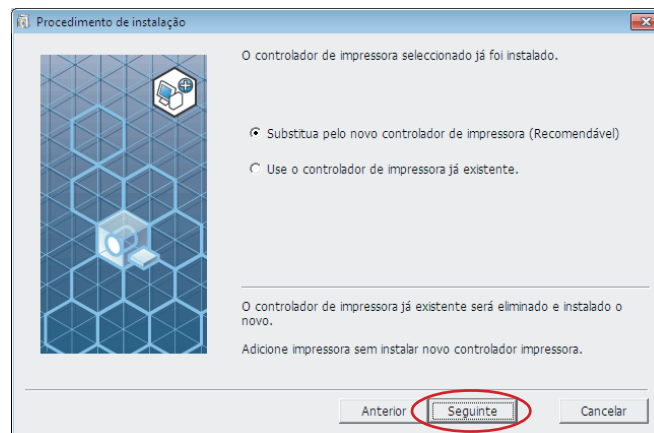 Procedimento de instalação
O controlador de impressora seleccionado já foi instalado.
Substitua pelo novo controlador de impressora (Recomendável)
Use o controlador de impressora já existente.
O controlador de impressora já existente será eliminado e instalado o
novo.
Adicione impressora sem instalar novo controlador impressora.
Anterior
Seguinte
Cancelar